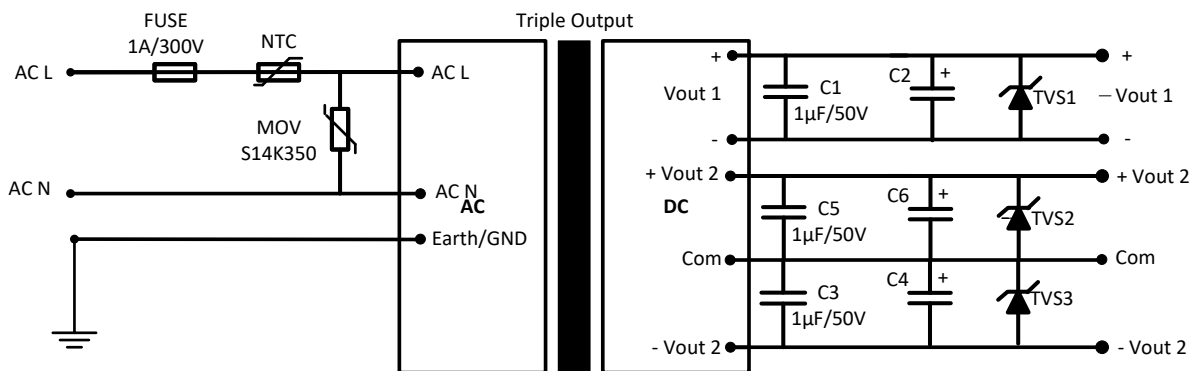 Triple Output
FUSE
1A/300V
NTC
AC L
AC L
MOV
S14K350
AC N
AC N
AC
Earth/GND
DC
+
Vout 1
-
C1
1µF/50V
C2
+
TVS1
+
Vout 1
-
+ Vout 2
C5
1µF/50V
C6
+
TVS2
+ Vout 2
Com
Com
C3
1µF/50V
C4
+
TVS3
- Vout 2
- Vout 2